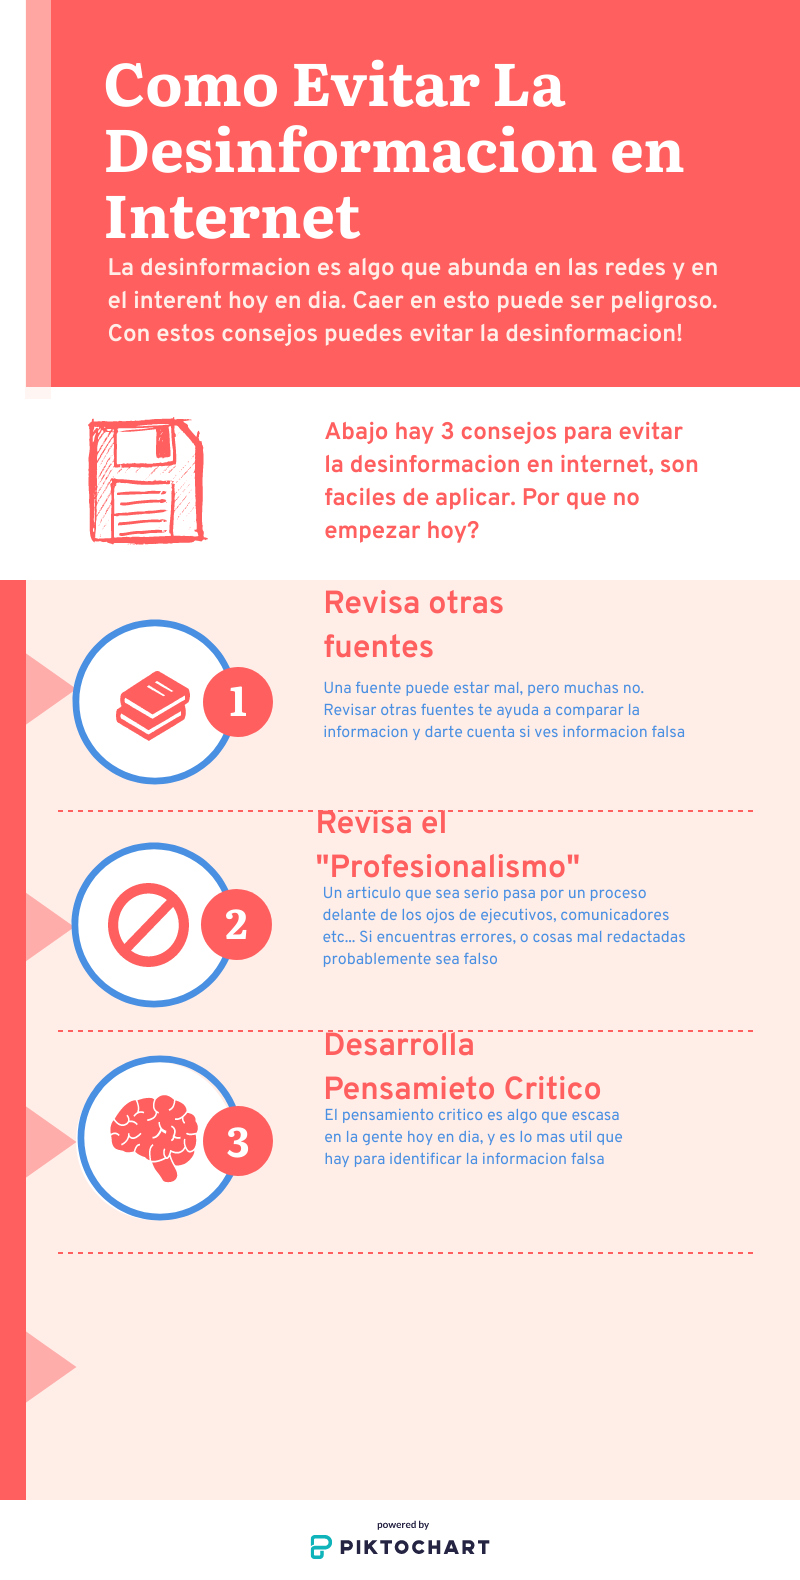 Como Evitar La
Desinformacion en
Internet
La desinformacion es algo que abunda en las redes y en
el interent hoy en dia. Caer en esto puede ser peligroso.
Con estos consejos puedes evitar la desinformacion!
Abajo hay 3 consejos para evitar
la desinformacion en internet, son
faciles de aplicar. Por que no
empezar hoy?
Revisa otras
fuentes
1
Una fuente puede estar mal, pero muchas no.
Revisar otras fuentes te ayuda a comparar la
informacion y darte cuenta si ves informacion falsa
Revisa el
"Profesionalismo"
2
Un articulo que sea serio pasa por un proceso
delante de los ojos de ejecutivos, comunicadores
etc... Si encuentras errores, o cosas mal redactadas
probablemente sea falso
Desarrolla
Pensamieto Critico
3
El pensamiento critico es algo que escasa
en la gente hoy en dia, y es lo mas util que
hay para identificar la informacion falsa
powered by
PIKTOCHART